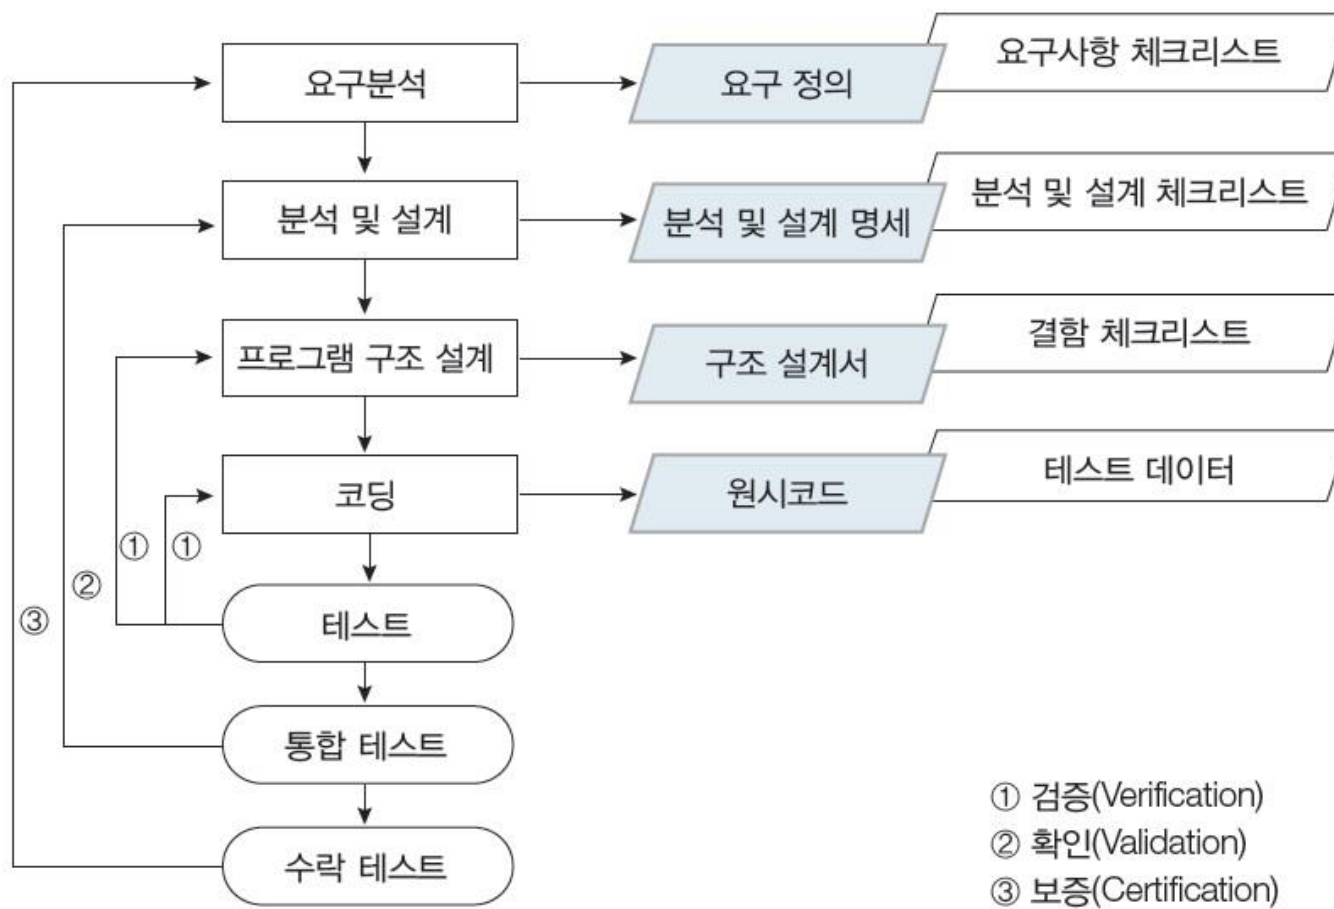 요구분석
요구 정의
요구사항 체크리스트
분석 및 설계
분석 및 설계 명세
분석 및 설계 체크리스트
프로그램 구조 설계
구조 설계서
결함 체크리스트
코딩
원시코드
테스트 데이터
① ①
②
③
테스트
통합 테스트
수락 테스트
① 검증(Verification)
② 확인(Validation)
③ 보증(Certification)